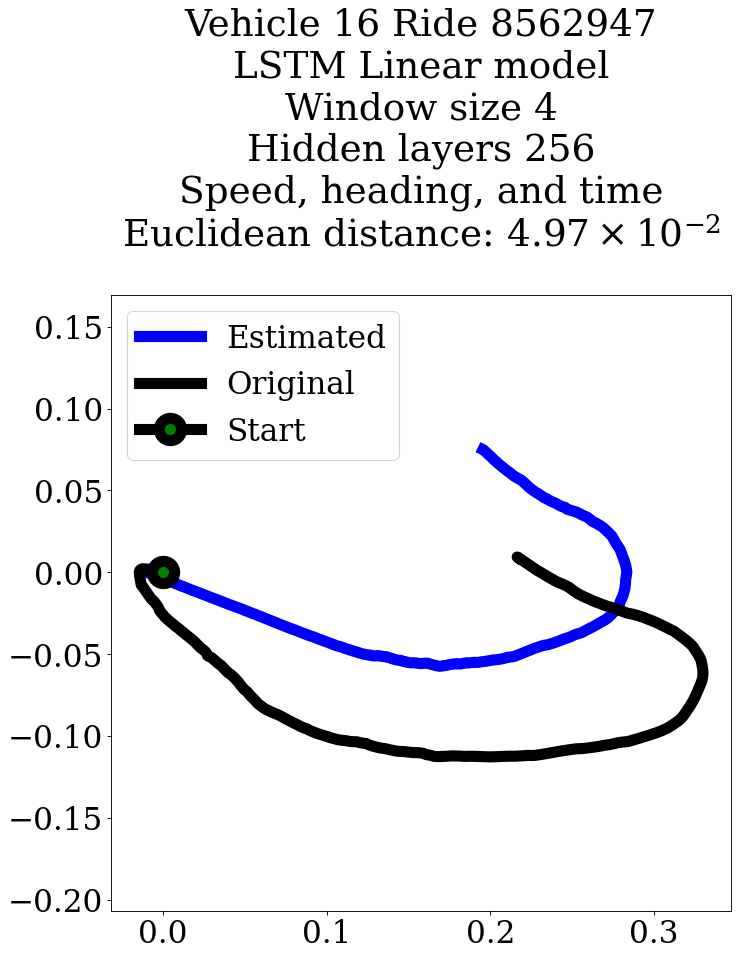 Vehicle 16 Ride 8562947
LSTM Linear model
Window size 4
Hidden layers 256
Speed, heading, and time
Euclidean distance: 4.97 × 10⁻²
Estimated
Original
Start
0.15
0.10
0.05
0.00
−0.05
−0.10
−0.15
−0.20
0.0 0.1 0.2 0.3